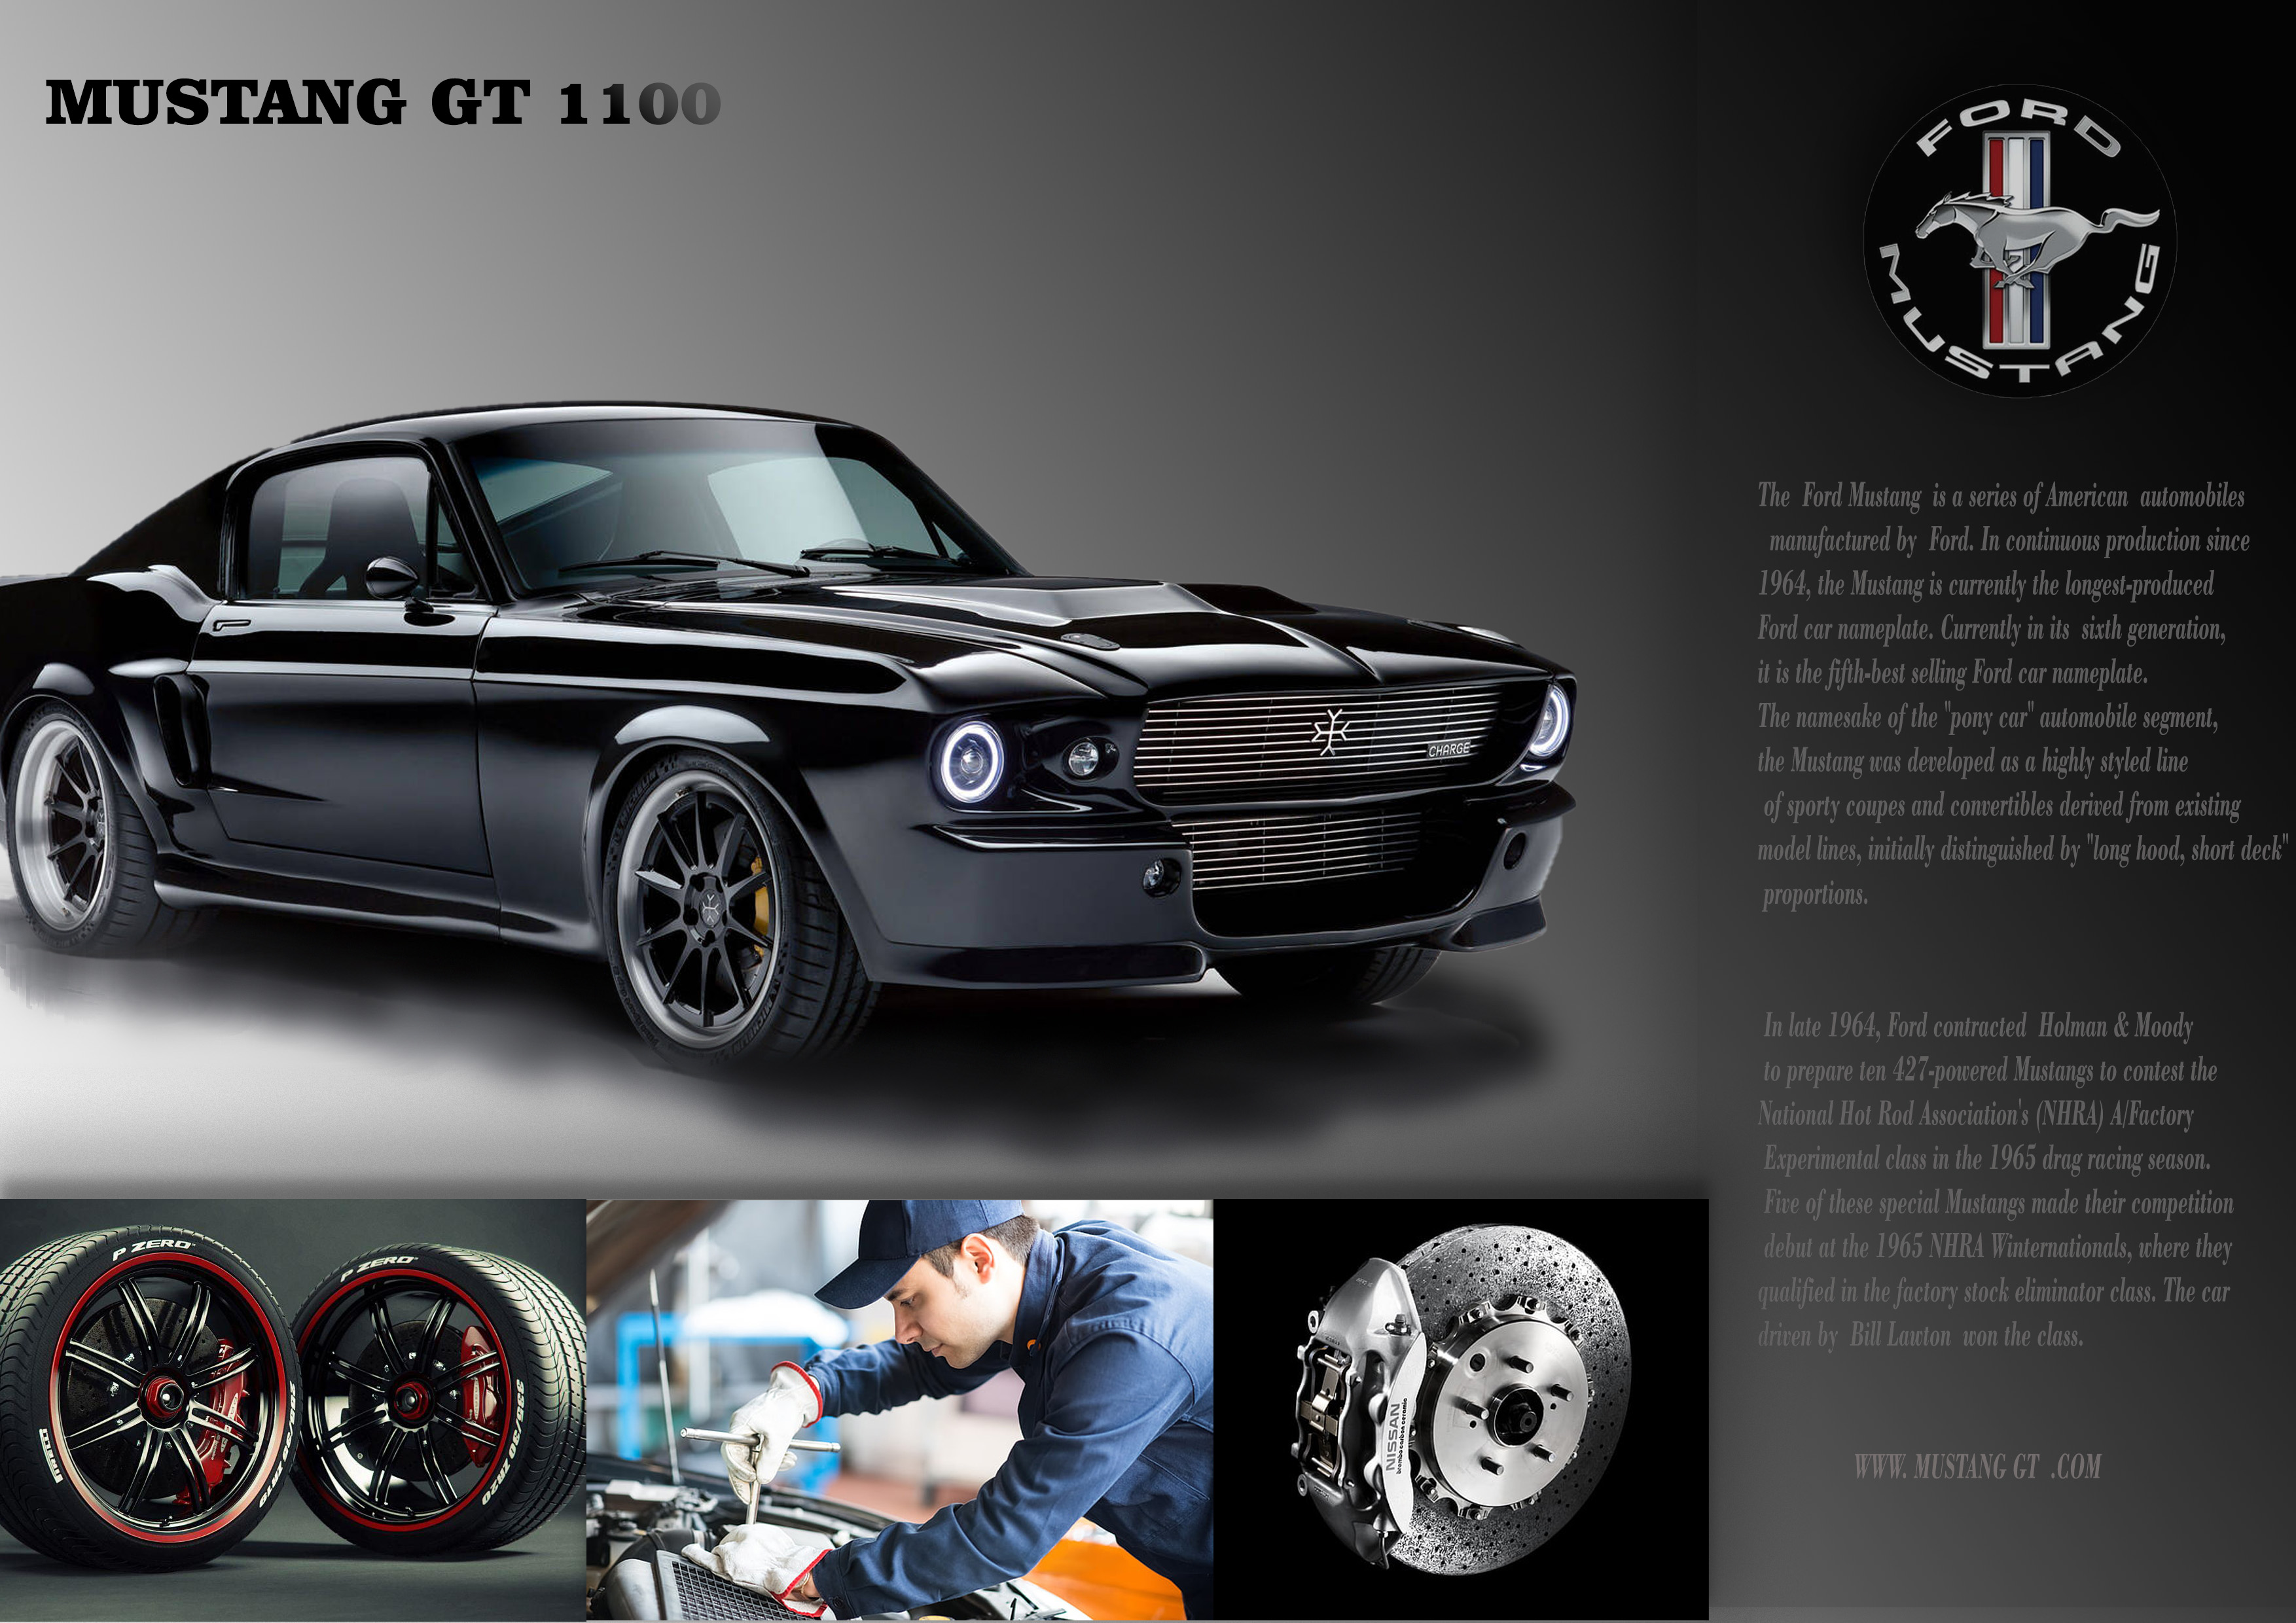 MUSTANG GT 1100
FORD
MUSTANG
The Ford Mustang is a series of American automobiles
manufactured by Ford. In continuous production since
1964, the Mustang is currently the longest-produced
Ford car nameplate. Currently in its sixth generation,
it is the fifth-best selling Ford car nameplate.
The namesake of the "pony car" automobile segment,
the Mustang was developed as a highly styled line
of sporty coupes and convertibles derived from existing
model lines, initially distinguished by "long hood, short deck"
proportions.
In late 1964, Ford contracted Holman & Moody
to prepare ten 427-powered Mustangs to contest the
National Hot Rod Association's (NHRA) A/Factory
Experimental class in the 1965 drag racing season.
Five of these special Mustangs made their competition
debut at the 1965 NHRA Winternationals, where they
qualified in the factory stock eliminator class. The car
driven by Bill Lawton won the class.
WWW. MUSTANG GT .COM
CHARGE
P ZERO
P ZERO
NISSAN